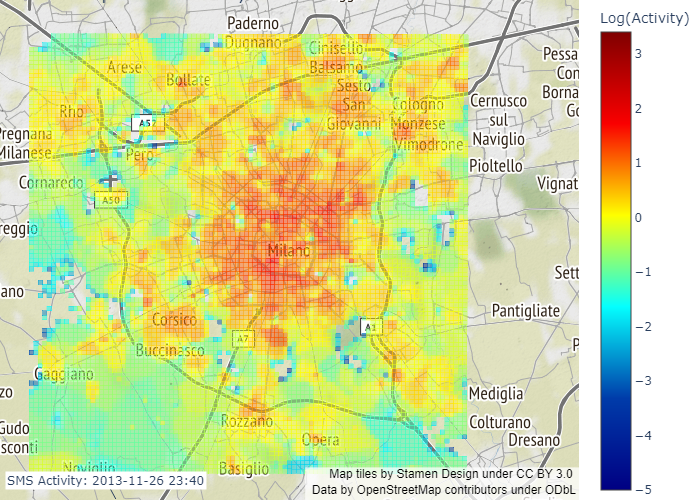 Log(Activity)
3
2
1
0
−1
−2
−3
−4
−5
Paderno
Dugnano
Cinisello
Balsamo
Arese
Bollate
Sesto
San
Giovanni
Cologno
Monzese
Vimodrone
Cernusco
sul
Naviglio
Pioltello
Pessa
Con
Borna
Go
Rho
A57
Pregnana
Milanese
Pero
Cornaredo
A50
Vignat
reggio
Milano
Sett
ano
Pantigliate
Corsico
A7
A1
Buccinasco
P
Gaggiano
zo
Mediglia
Rozzano
Colturano
Gudo
sconti
Opera
Dresano
Noviglio
Basiglio
SMS Activity: 2013-11-26 23:40
Map tiles by Stamen Design under CC BY 3.0
Data by OpenStreetMap contributors under ODbL